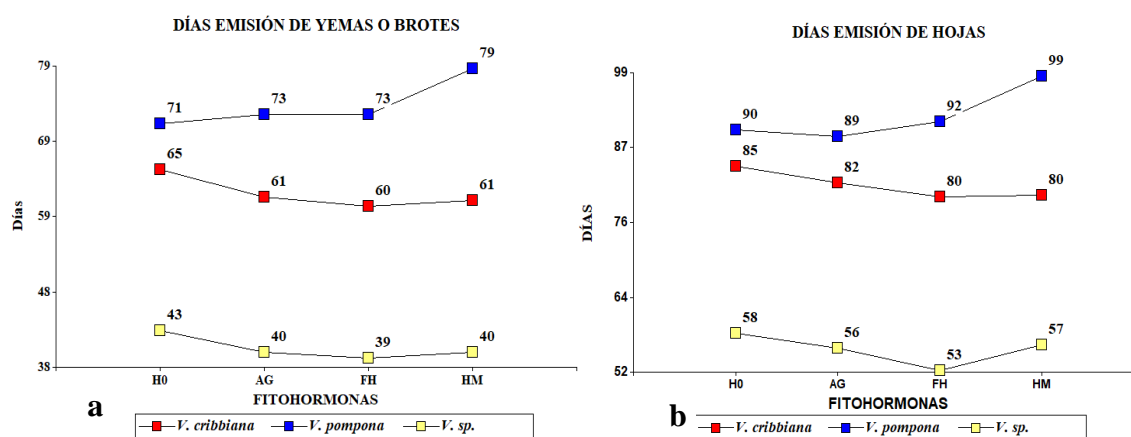 DÍAS EMISIÓN DE YEMAS O BROTES
79
69
59
48
38
Días
71
73
73
79
65
61
60
61
43
40
39
40
H0 AG FH HM
FITOHORMONAS
a
V. cribbiana V. pompona V. sp.
DÍAS EMISIÓN DE HOJAS
99
87
76
64
52
DÍAS
90
89
92
99
85
82
80
80
58
56
53
57
H0 AG FH HM
FITOHORMONAS
b
V. cribbiana V. pompona V. sp.